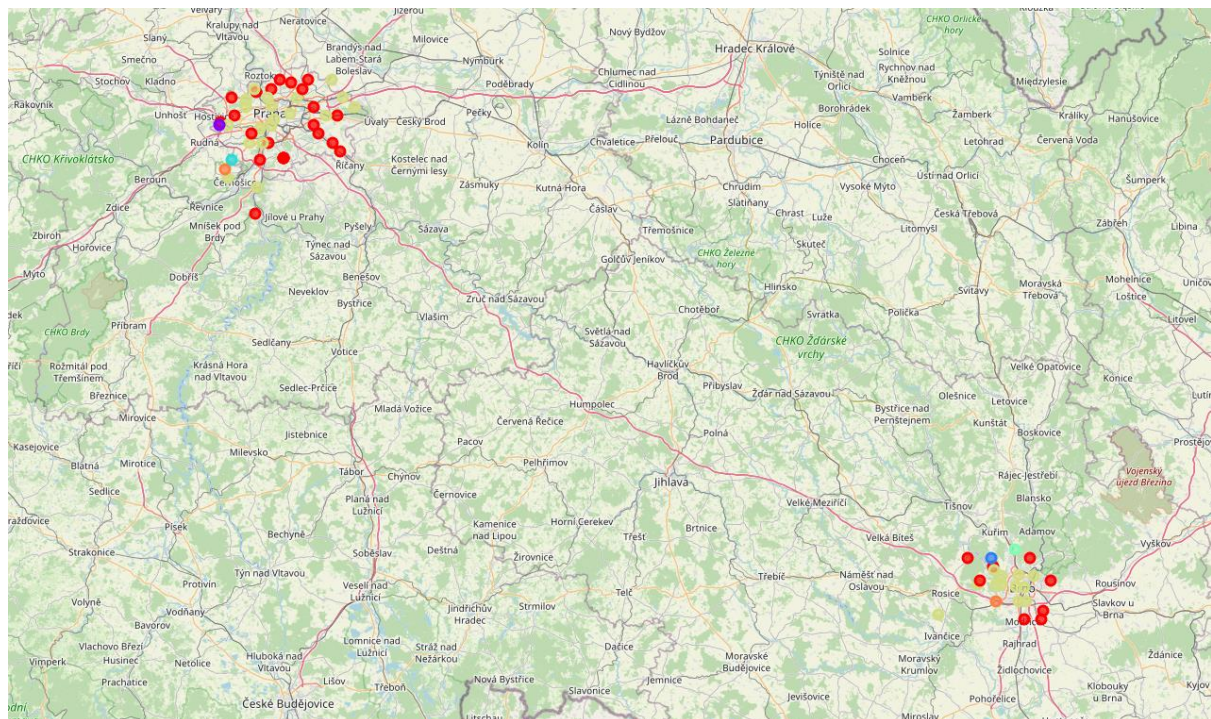 Velvary
Neratovice
Jizerou
CHKO Orlické
hory
Kralupy nad
Vltavou
Slaný
Smečno
Brandýs nad
Labem-Stará
Boleslav
Milovice
Nový Bydžov
Hradec Králové
Solnice
Rychnov nad
Kněžnou
Stochov
Kladno
Nymburk
Poděbrady
Chlumec nad
Cidlinou
Týniště nad
Orlicí
Vamberk
Międzylesie
Rakovník
Unhošť
Praha
Úvaly
Český Brod
Pečky
Lázně Bohdaneč
Borohrádek
Žamberk
Králíky
Hanušovice
Rudná
Kolín
Chvaletice
Přelouč
Holice
Letohrad
Červená Voda
CHKO Křivoklátsko
Beroun
Říčany
Kostelec nad
Černými lesy
Pardubice
Choceň
Ústí nad Orlicí
Šumperk
Černošice
Zásmuky
Kutná Hora
Chrudim
Slatiňany
Vysoké Mýto
Zdice
Řevnice
Jílové u Prahy
Čáslav
Chrast
Luže
Česká Třebová
Zábřeh
Libina
Žebrák
Hořovice
Mníšek pod
Brdy
Pyšely
Sázava
Třemošnice
Skuteč
Litomyšl
Týnec nad
Sázavou
Golčův Jeníkov
CHKO Železné
hory
Mohelnice
Mýto
Dobříš
Benešov
Neveklov
Bystřice
Zruč nad Sázavou
Hlinsko
Svitavy
Moravská
Třebová
Loštice
Uničov
CHKO Brdy
Příbram
Vlašim
Chotěboř
Svratka
Polička
Litovel
Sedlčany
Votice
Světlá nad
Sázavou
CHKO Žďárské
vrchy
Rožmitál pod
Třemšínem
Krásná Hora
nad Vltavou
Havlíčkův
Brod
Velké Opatovice
Březnice
Sedlec-Prčice
Přibyslav
Žďár nad Sázavou
Olešnice
Letovice
Konice
Mirovice
Mladá Vožice
Humpolec
Bystřice nad
Pernštejnem
Kunštát
Kasejovice
Jistebnice
Červená Řečice
Polná
Boskovice
Milevsko
Pacov
Prostějov
Blatná
Mirotice
Tábor
Chýnov
Pelhřimov
Jihlava
Rájec-Jestřebí
Vojenský
újezd Březina
Sedlice
Planá nad
Lužnicí
Černovice
Velké Meziříčí
Tišnov
Blansko
Strakonice
Písek
Bechyně
Kamenice
nad Lipou
Horní Cerekev
Třešť
Brtnice
Velká Bíteš
Kuřim
Adamov
Vyškov
Soběslav
Deštná
Žirovnice
Protivín
Týn nad Vltavou
Veselí nad
Lužnicí
Telč
Třebíč
Náměšť nad
Oslavou
Rosice
Brno
Rousínov
Volyně
Vodňany
Jindřichův
Hradec
Strmilov
Slavkov u
Brna
Bavorov
Ivančice
Modřice
Vlachovo Březí
Husinec
Netolice
Lomnice nad
Lužnicí
Stráž nad
Nežárkou
Dačice
Rajhrad
Vimperk
Hluboká nad
Vltavou
Moravské
Budějovice
Moravský
Krumlov
Židlochovice
Ždánice
Prachatice
Lišov
Třeboň
Nová Bystřice
Slavonice
Jemnice
Jevišovice
Pohořelice
Klobouky
u Brna
Kyjov
České Budějovice
Litschau
Miroslav